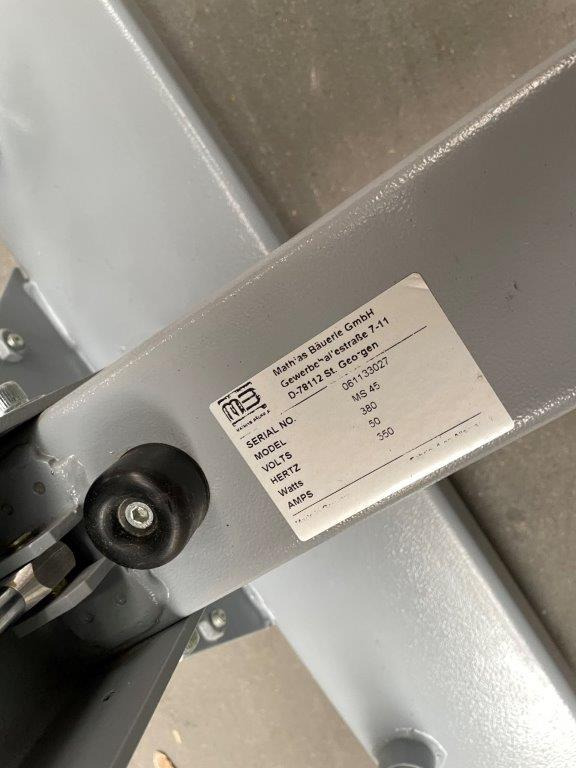 MB
Mathias Bäuerle GmbH
Gewerbehallestraße 7-11
D-78112 St. Georgen
SERIAL NO. 061133027
MODEL MS 45
VOLTS 380
HERTZ 50
Watts 350
AMPS